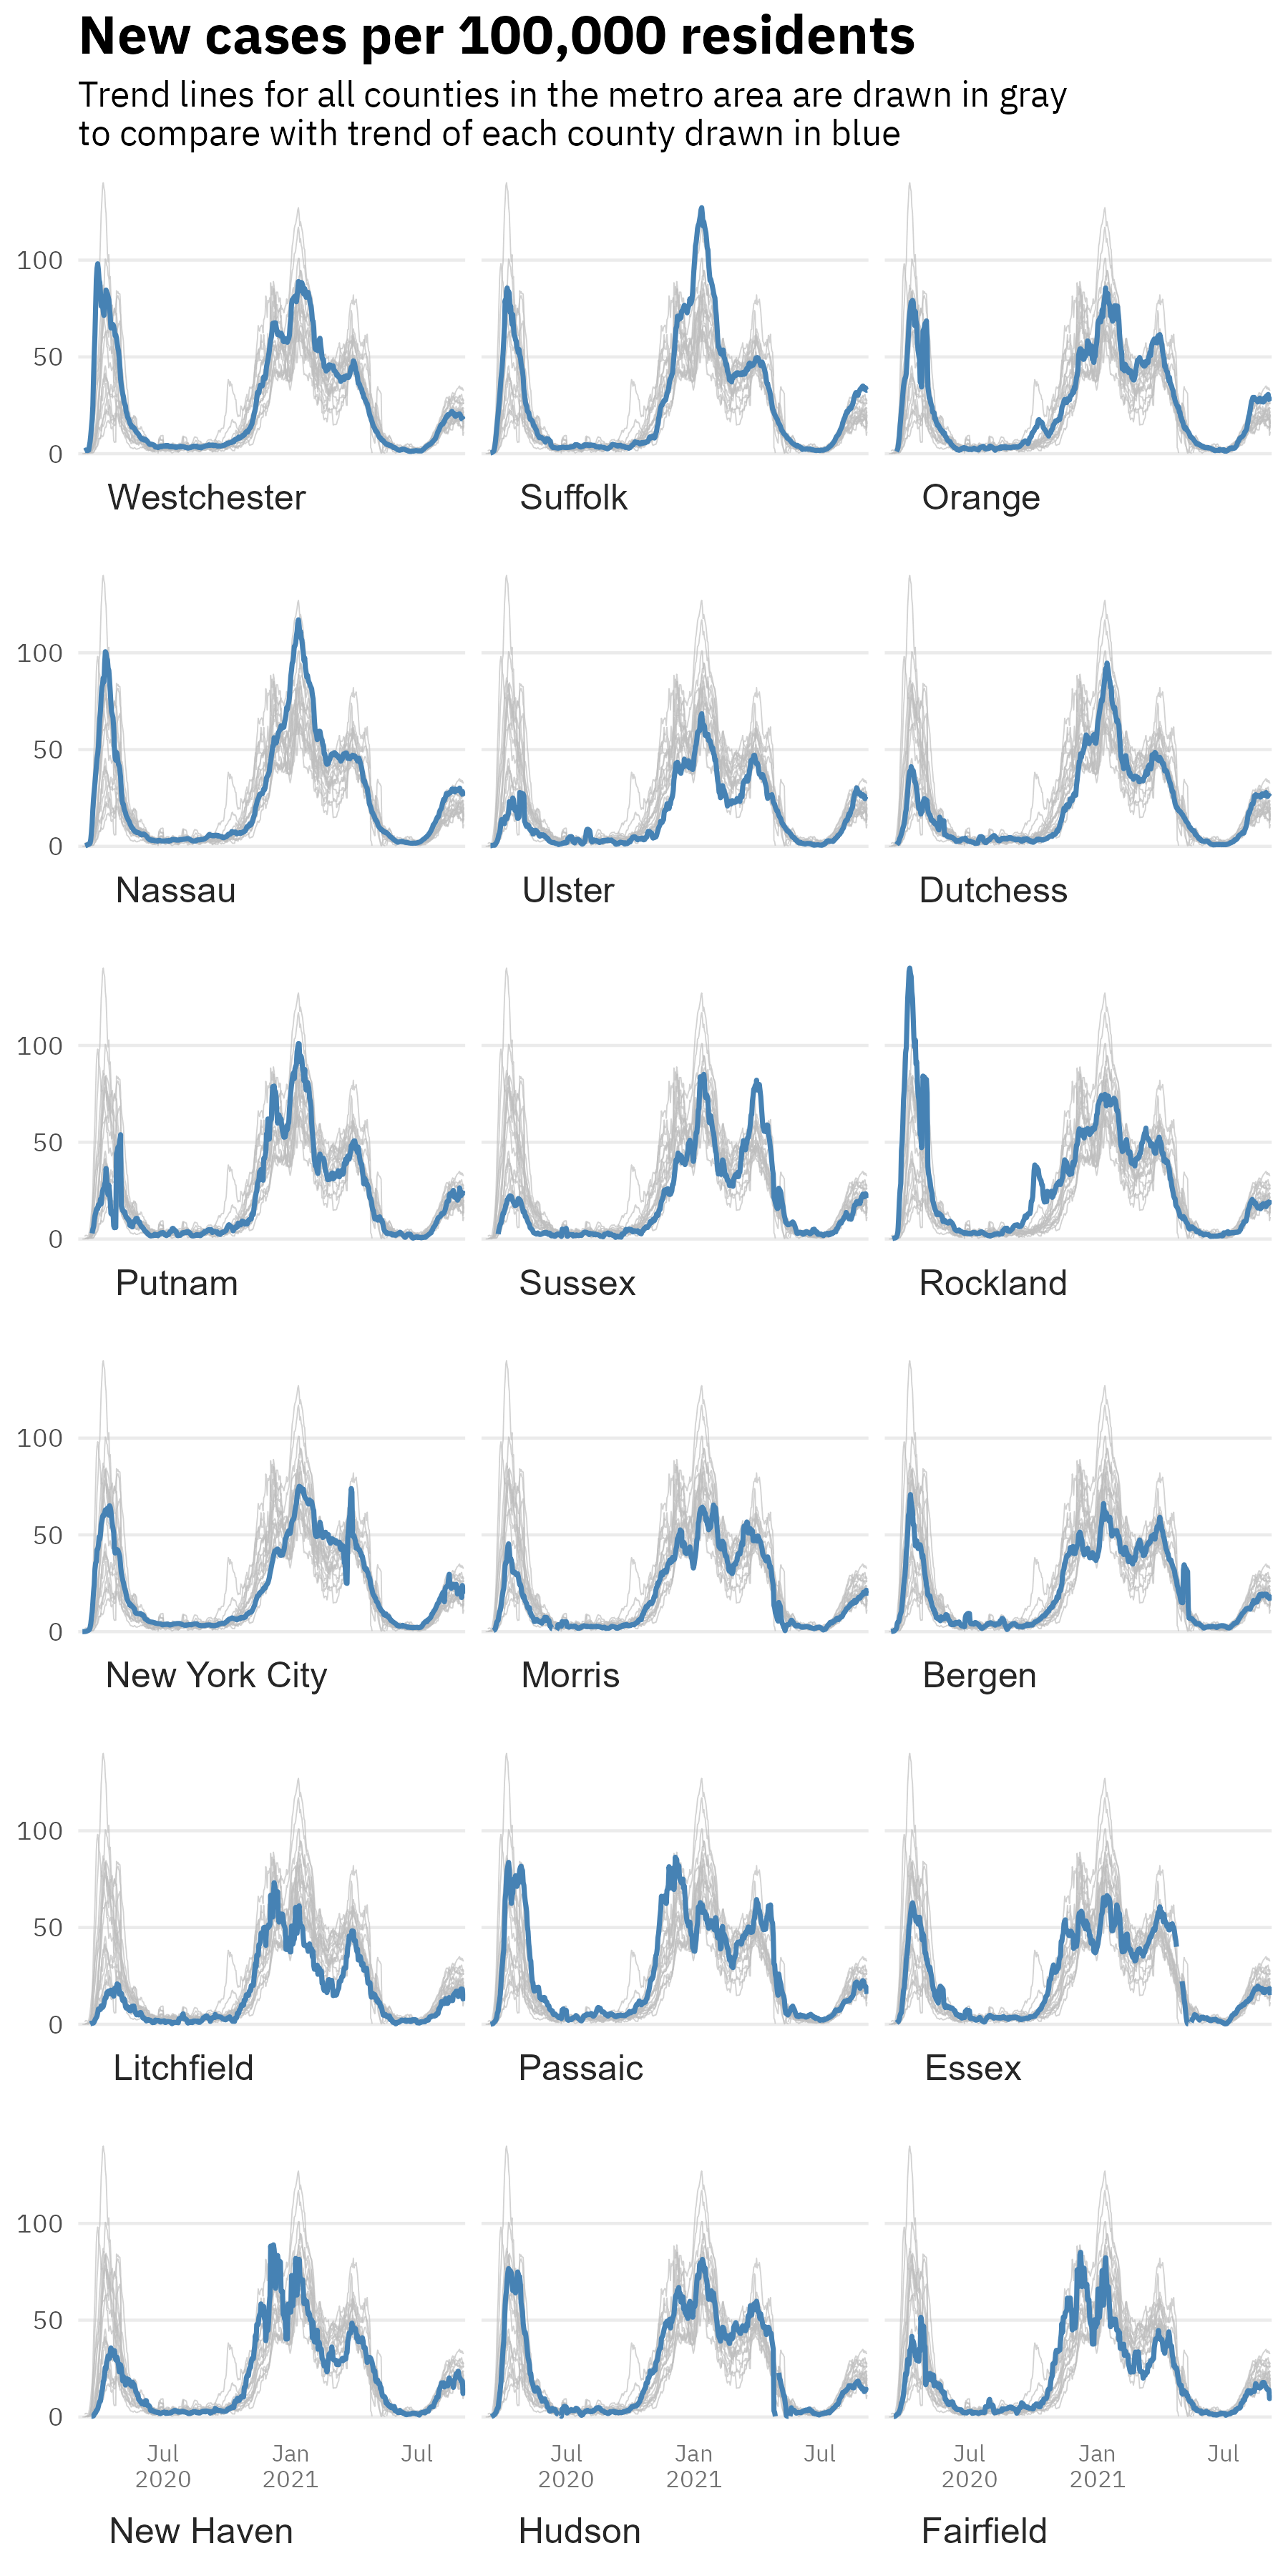 New cases per 100,000 residents
Trend lines for all counties in the metro area are drawn in gray
to compare with trend of each county drawn in blue
100
50
0
Westchester Suffolk Orange
100
50
0
Nassau Ulster Dutchess
100
50
0
Putnam Sussex Rockland
100
50
0
New York City Morris Bergen
100
50
0
Litchfield Passaic Essex
100
50
0
Jul Jan Jul Jul Jan Jul Jul Jan Jul
2020 2021 2020 2021 2020 2021
New Haven Hudson Fairfield